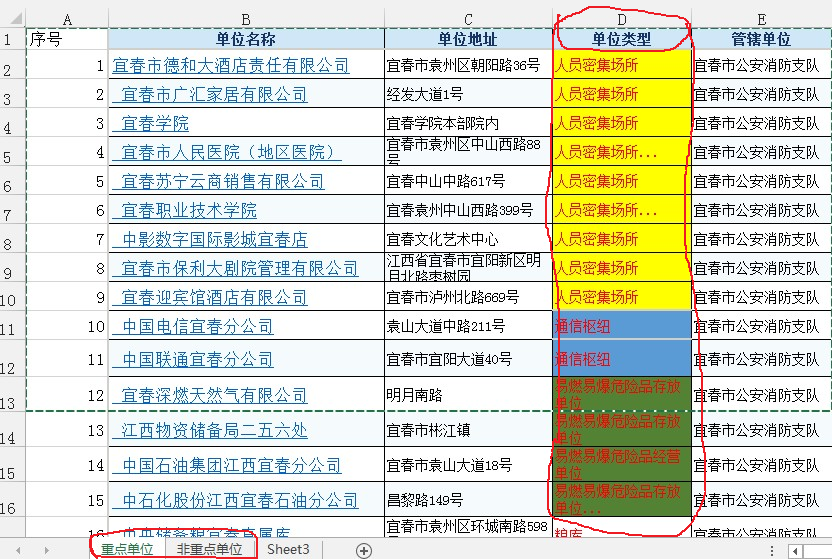 A B C D E
1 序号 单位名称 单位地址 单位类型 管辖单位
2 1 宜春市德和大酒店责任有限公司 宜春市袁州区朝阳路36号 人员密集场所 宜春市公安消防支队
3 2 宜春市广汇家居有限公司 经发大道1号 人员密集场所 宜春市公安消防支队
4 3 宜春学院 宜春学院本部院内 人员密集场所 宜春市公安消防支队
5 4 宜春市人民医院（地区医院） 宜春市袁州区中山西路88号 人员密集场所... 宜春市公安消防支队
6 5 宜春苏宁云商销售有限公司 宜春中山中路617号 人员密集场所 宜春市公安消防支队
7 6 宜春职业技术学院 宜春袁州中山西路399号 人员密集场所... 宜春市公安消防支队
8 7 中影数字国际影城宜春店 宜春文化艺术中心 人员密集场所 宜春市公安消防支队
9 8 宜春市保利大剧院管理有限公司 江西省宜春市宜阳新区明月北路枣树园 人员密集场所 宜春市公安消防支队
10 9 宜春迎宾馆酒店有限公司 宜春市泸州北路669号 人员密集场所 宜春市公安消防支队
11 10 中国电信宜春分公司 袁山大道中路211号 通信枢纽 宜春市公安消防支队
12 11 中国联通宜春分公司 宜春市宜阳大道40号 通信枢纽 宜春市公安消防支队
13 12 宜春深燃天然气有限公司 明月南路 易燃易爆危险品存放单位 宜春市公安消防支队
14 13 江西物资储备局二五六处 宜春市彬江镇 易燃易爆危险品存放单位 宜春市公安消防支队
15 14 中国石油集团江西宜春分公司 宜春市袁山大道18号 易燃易爆危险品经营单位 宜春市公安消防支队
16 15 中石化股份江西宜春石油分公司 昌黎路149号 易燃易爆危险品存放单位... 宜春市公安消防支队
16 中央储备粮宜春直属库 宜春市袁州区环城南路598 粮库
重点单位 非重点单位 Sheet3